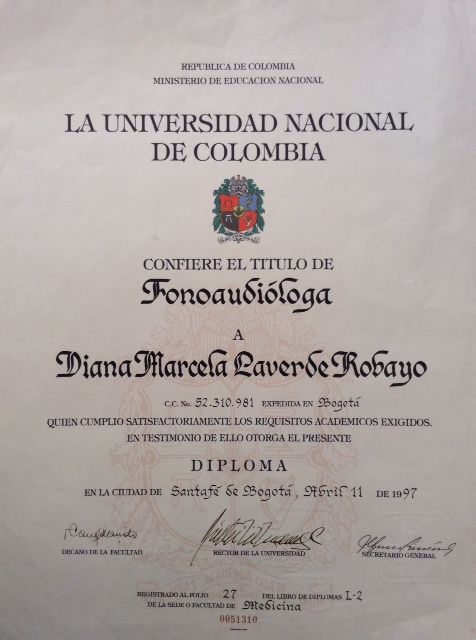 REPUBLICA DE COLOMBIA
MINISTERIO DE EDUCACION NACIONAL
LA UNIVERSIDAD NACIONAL
DE COLOMBIA
CONFIERE EL TITULO DE
Fonoaudióloga
A
Diana Marcela Laverde Robayo
C.C. No. 52.310.981 EXPEDIDA EN Bogotá
QUIEN CUMPLIO SATISFACTORIAMENTE LOS REQUISITOS ACADEMICOS EXIGIDOS.
EN TESTIMONIO DE ELLO OTORGA EL PRESENTE
DIPLOMA
EN LA CIUDAD DE Santafé de Bogotá, Abril 11 DE 1997
DECANO DE LA FACULTAD
RECTOR DE LA UNIVERSIDAD
SECRETARIO GENERAL
REGISTRADO AL FOLIO 27 DEL LIBRO DE DIPLOMAS L-2
DE LA SEDE O FACULTAD DE Medicina
0051310